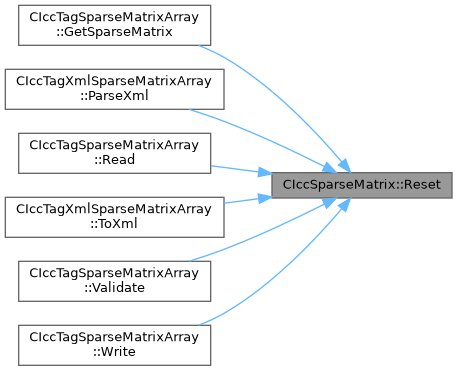 CIccTagSparseMatrixArray
::GetSparseMatrix
CIccTagXmlSparseMatrixArray
::ParseXml
CIccTagSparseMatrixArray
::Read
CIccSparseMatrix::Reset
CIccTagXmlSparseMatrixArray
::ToXml
CIccTagSparseMatrixArray
::Validate
CIccTagSparseMatrixArray
::Write